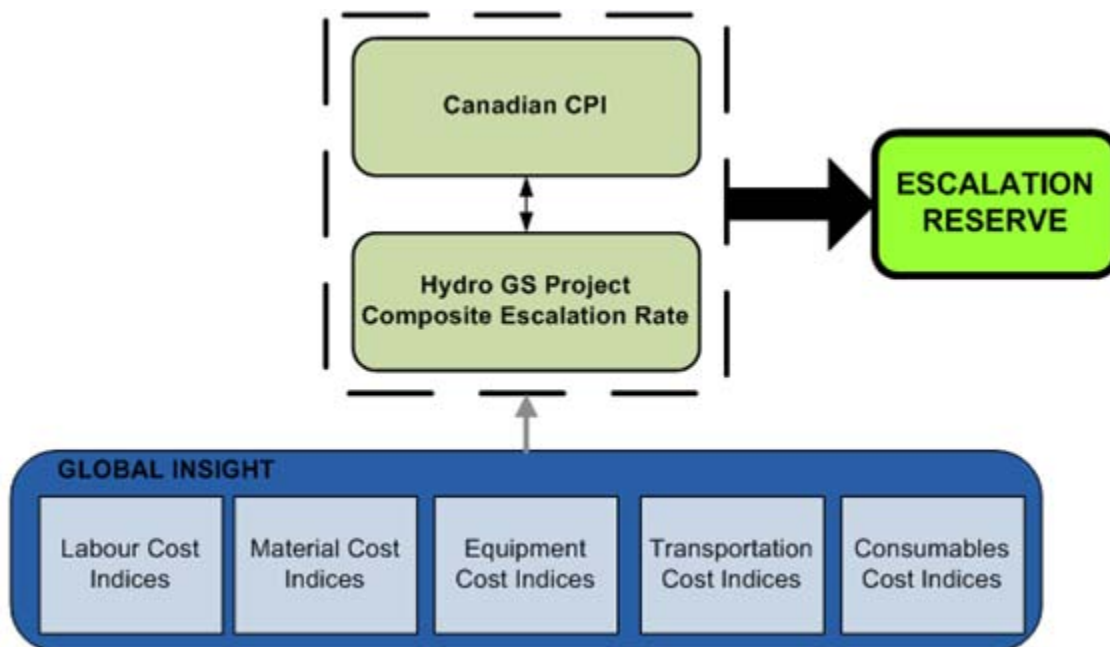 Canadian CPI
ESCALATION
RESERVE
Hydro GS Project
Composite Escalation Rate
GLOBAL INSIGHT
Labour Cost
Indices
Material Cost
Indices
Equipment
Cost Indices
Transportation
Cost Indices
Consumables
Cost Indices